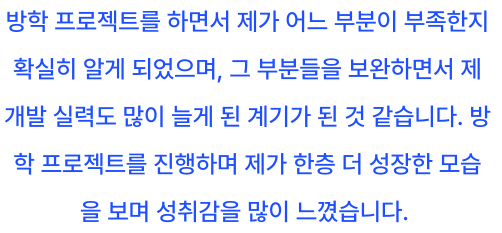 방학 프로젝트를 하면서 제가 어느 부분이 부족한지
확실히 알게 되었으며, 그 부분들을 보완하면서 제
개발 실력도 많이 늘게 된 계기가 된 것 같습니다. 방
학 프로젝트를 진행하며 제가 한층 더 성장한 모습
을 보며 성취감을 많이 느꼈습니다.